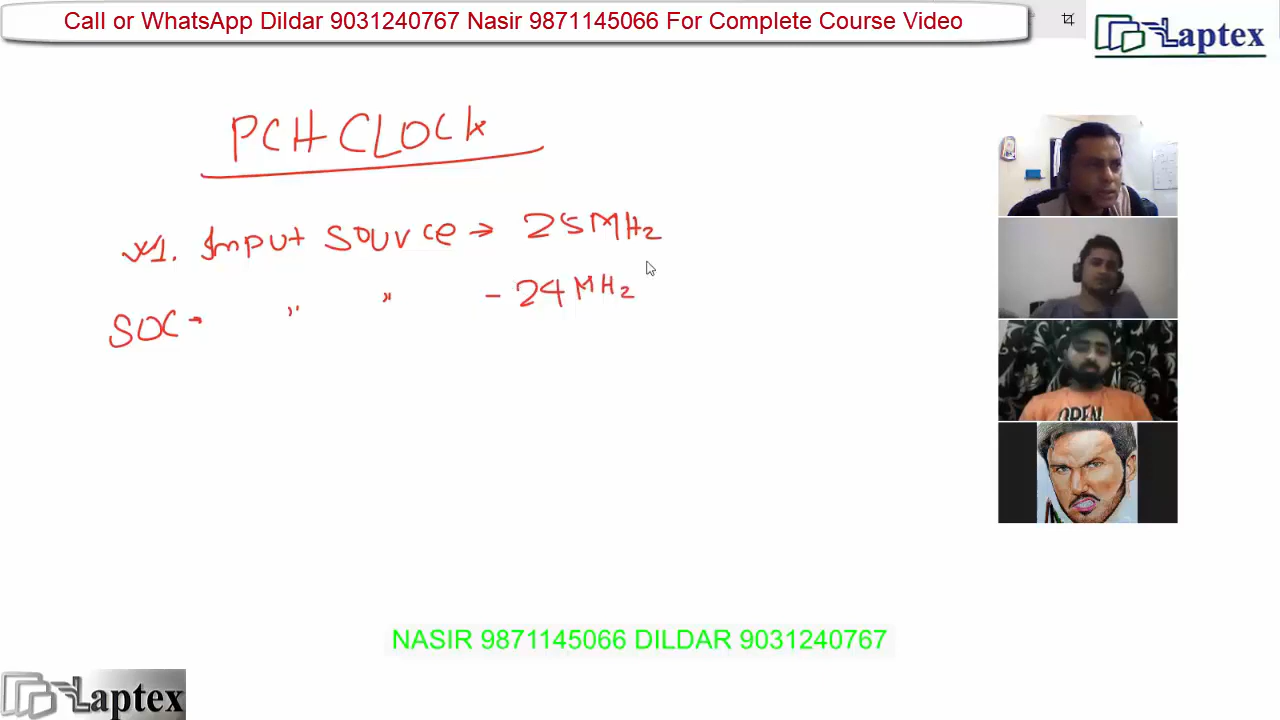 Call or WhatsApp Dildar 9031240767 Nasir 9871145066 For Complete Course Video
Laptex
PCH CLOCK
1. Input Source → 25MHz
SOC → " " - 24MHz
OPEN
NASIR 9871145066 DILDAR 9031240767
Laptex